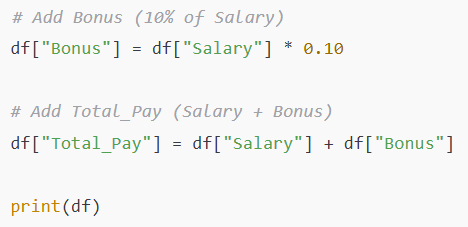 # Add Bonus (10% of Salary)
df["Bonus"] = df["Salary"] * 0.10
# Add Total_Pay (Salary + Bonus)
df["Total_Pay"] = df["Salary"] + df["Bonus"]
print(df)